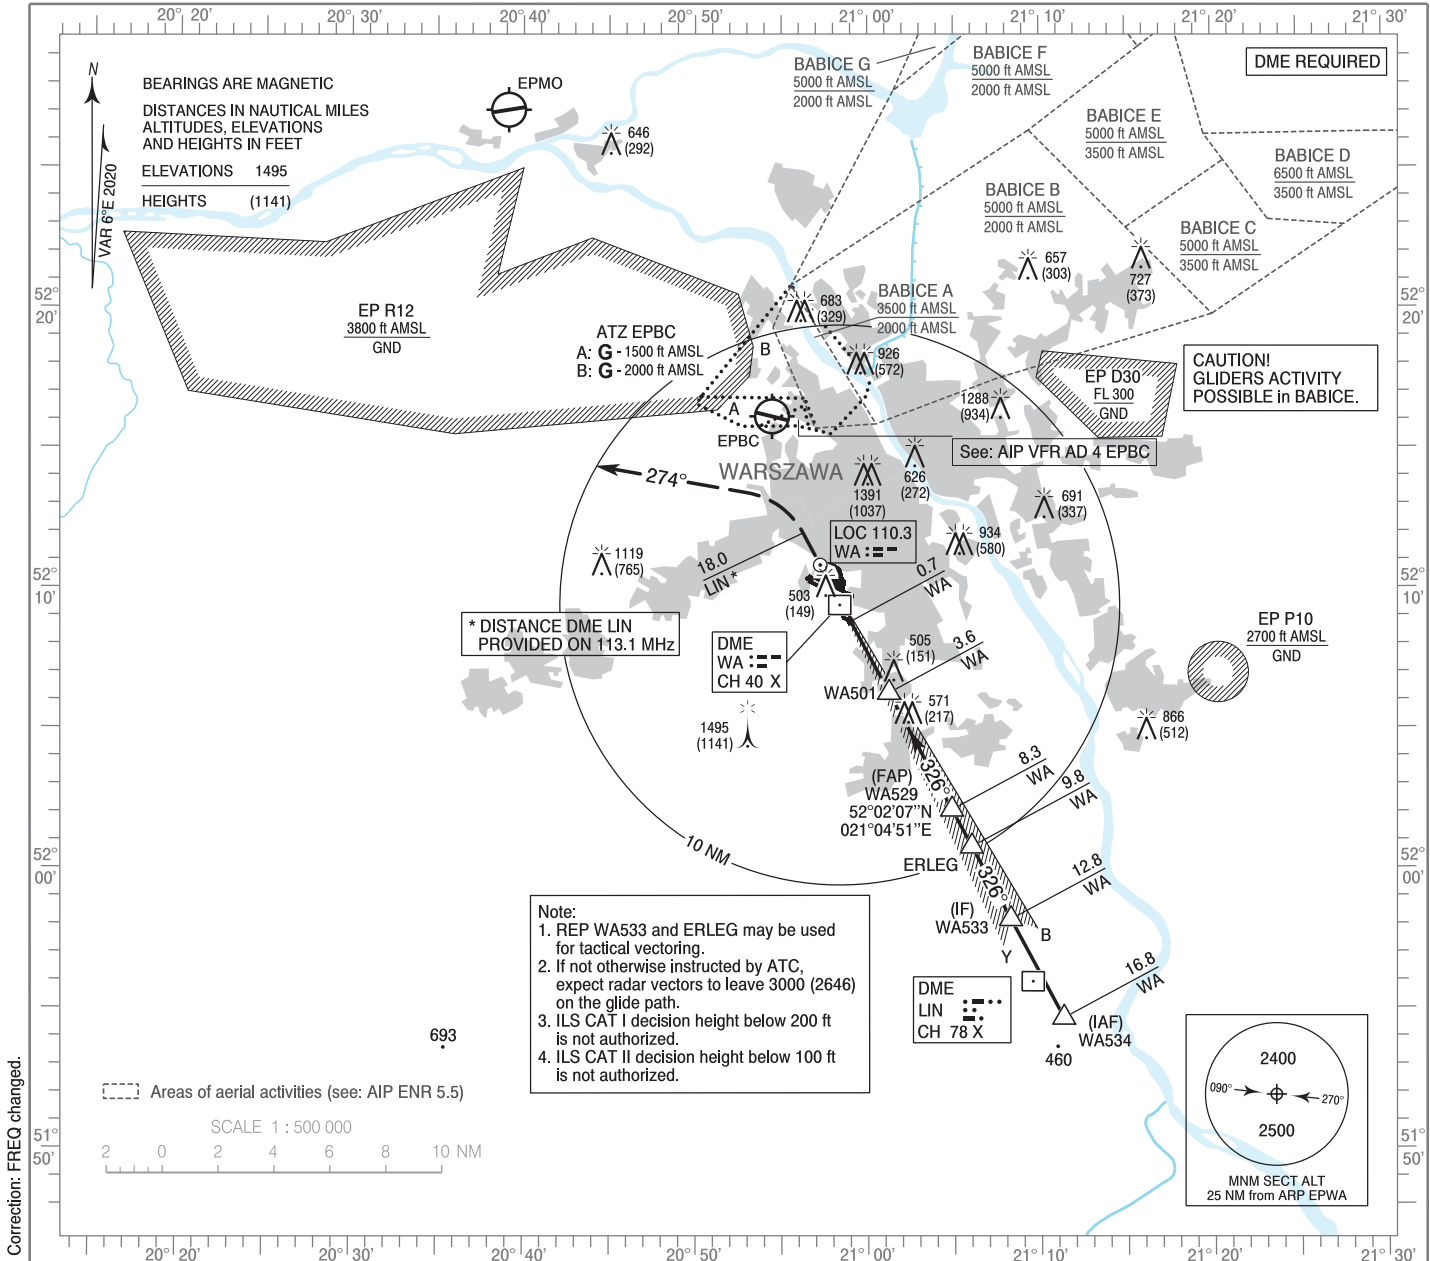 20°20'
20°30'
20°40'
20°50'
21°00'
21°10'
21°20'
21°30'
N
VAR 6°E 2020
BEARINGS ARE MAGNETIC
DISTANCES IN NAUTICAL MILES
ALTITUDES, ELEVATIONS
AND HEIGHTS IN FEET
ELEVATIONS 1495
HEIGHTS (1141)
EPMO
646
(292)
BABICE G
5000 ft AMSL
2000 ft AMSL
BABICE F
5000 ft AMSL
2000 ft AMSL
DME REQUIRED
BABICE E
5000 ft AMSL
3500 ft AMSL
BABICE D
6500 ft AMSL
3500 ft AMSL
BABICE B
5000 ft AMSL
2000 ft AMSL
BABICE C
5000 ft AMSL
3500 ft AMSL
657
(303)
727
(373)
52°
20'
52°
20'
EP R12
3800 ft AMSL
GND
683
(329)
BABICE A
3500 ft AMSL
2000 ft AMSL
ATZ EPBC
A: G - 1500 ft AMSL
B: G - 2000 ft AMSL
B
926
(572)
A
EPBC
1288
(934)
EP D30
FL 300
GND
CAUTION!
GLIDERS ACTIVITY
POSSIBLE in BABICE.
See: AIP VFR AD 4 EPBC
274°
WARSZAWA
1391
(1037)
626
(272)
691
(337)
LOC 110.3
WA
934
(580)
1119
(765)
18.0
LIN*
0.7
WA
52°
10'
52°
10'
503
(149)
* DISTANCE DME LIN
PROVIDED ON 113.1 MHz
DME
WA
CH 40 X
505
(151)
3.6
WA
WA501
EP P10
2700 ft AMSL
GND
571
(217)
1495
(1141)
866
(512)
326°
8.3
WA
9.8
WA
(FAP)
WA529
52°02'07"N
021°04'51"E
10 NM
ERLEG
52°
00'
52°
00'
326°
12.8
WA
(IF)
WA533
B
Y
Note:
1. REP WA533 and ERLEG may be used
for tactical vectoring.
2. If not otherwise instructed by ATC,
expect radar vectors to leave 3000 (2646)
on the glide path.
3. ILS CAT I decision height below 200 ft
is not authorized.
4. ILS CAT II decision height below 100 ft
is not authorized.
16.8
WA
DME
LIN
CH 78 X
(IAF)
WA534
460
693
2400
090°
270°
2500
MNM SECT ALT
25 NM from ARP EPWA
Areas of aerial activities (see: AIP ENR 5.5)
SCALE 1 : 500 000
2 0 2 4 6 8 10 NM
51°
50'
51°
50'
Correction: FREQ changed.
20°20'
20°30'
20°40'
20°50'
21°00'
21°10'
21°20'
21°30'